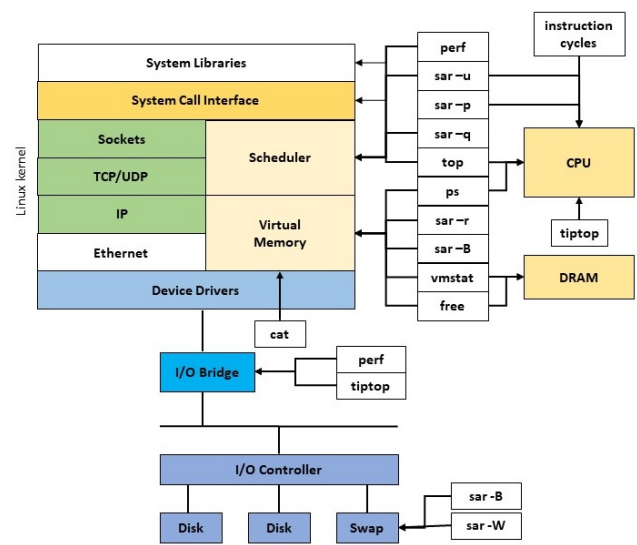 instruction
cycles
perf
System Libraries
sar –u
System Call Interface
sar –p
Sockets
sar –q
Scheduler
top
CPU
TCP/UDP
ps
IP
sar –r
Virtual
Memory
tiptop
Ethernet
sar –B
vmstat
DRAM
Device Drivers
free
Linux kernel
cat
perf
I/O Bridge
tiptop
I/O Controller
sar -B
Disk
Disk
Swap
sar -W